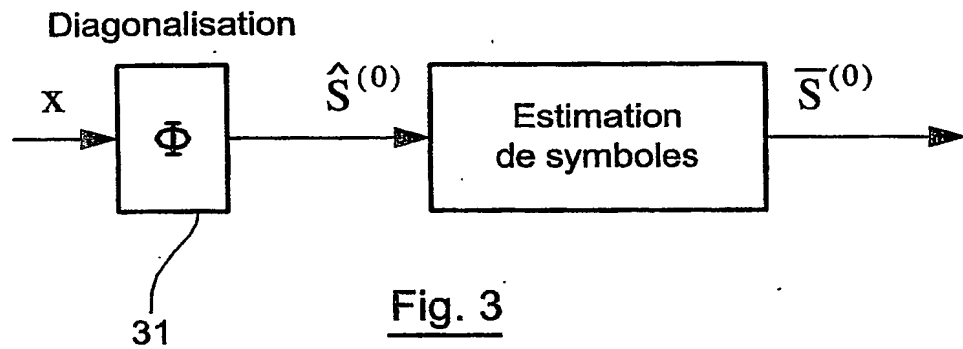 Diagonalisation
x
Φ
Ŝ(0)
Estimation
de symboles
S̅(0)
31
Fig. 3